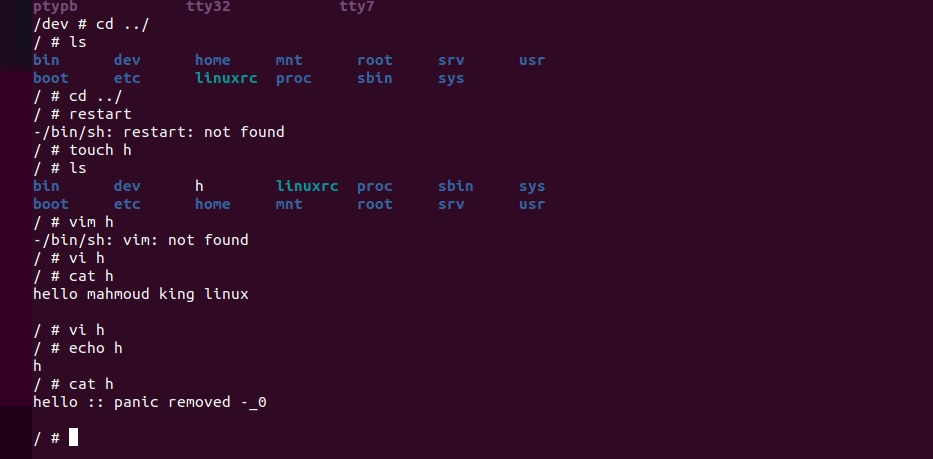 ptypb tty32 tty7
/dev # cd ../
/ # ls
bin dev home mnt root srv usr
boot etc linuxrc proc sbin sys
/ # cd ../
/ # restart
-/bin/sh: restart: not found
/ # touch h
/ # ls
bin dev h linuxrc proc sbin sys
boot etc home mnt root srv usr
/ # vim h
-/bin/sh: vim: not found
/ # vi h
/ # cat h
hello mahmoud king linux
/ # vi h
/ # echo h
h
/ # cat h
hello :: panic removed -_0
/ #